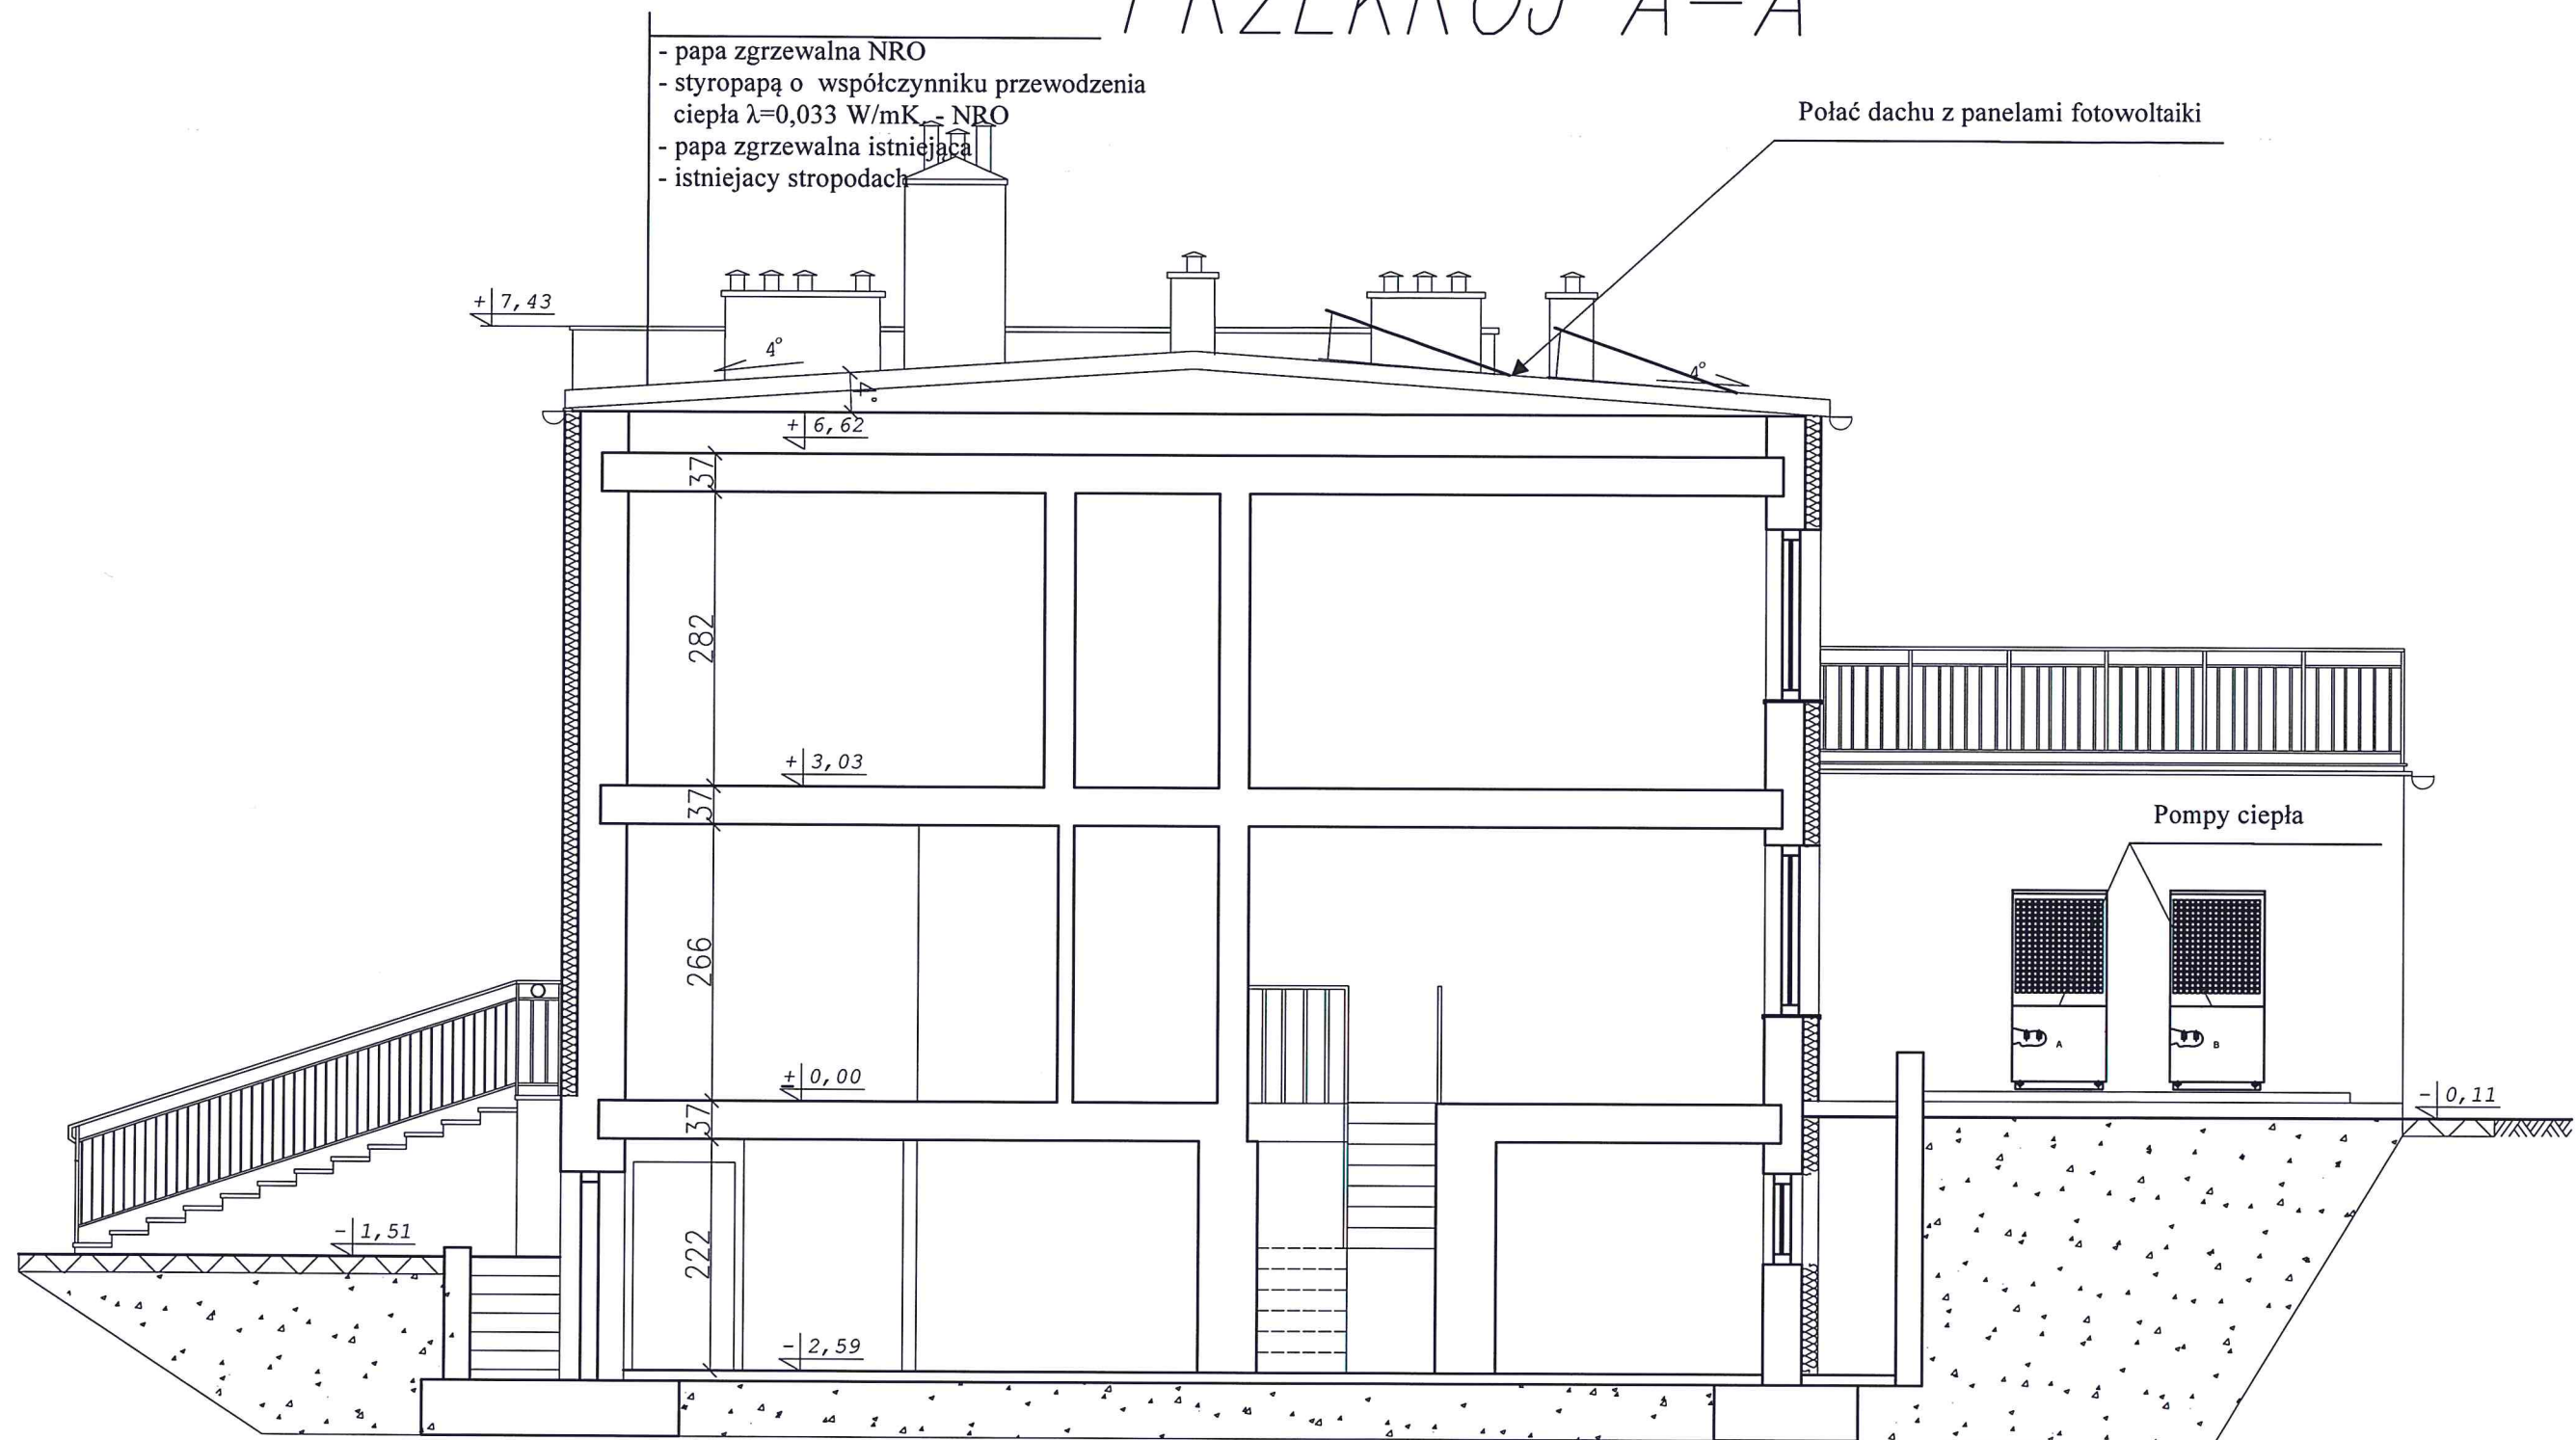 PRZEKRÓJ A-A
- papa zgrzewalna NRO
- styropapą o współczynniku przewodzenia
ciepła λ=0,033 W/mK. - NRO
- papa zgrzewalna istniejąca
- istniejacy stropodach
Połać dachu z panelami fotowoltaiki
+ 7,43
4°
4°
4°
+ 6,62
37
282
+ 3,03
37
Pompy ciepła
266
A
B
± 0,00
- 0,11
37
- 1,51
222
- 2,59